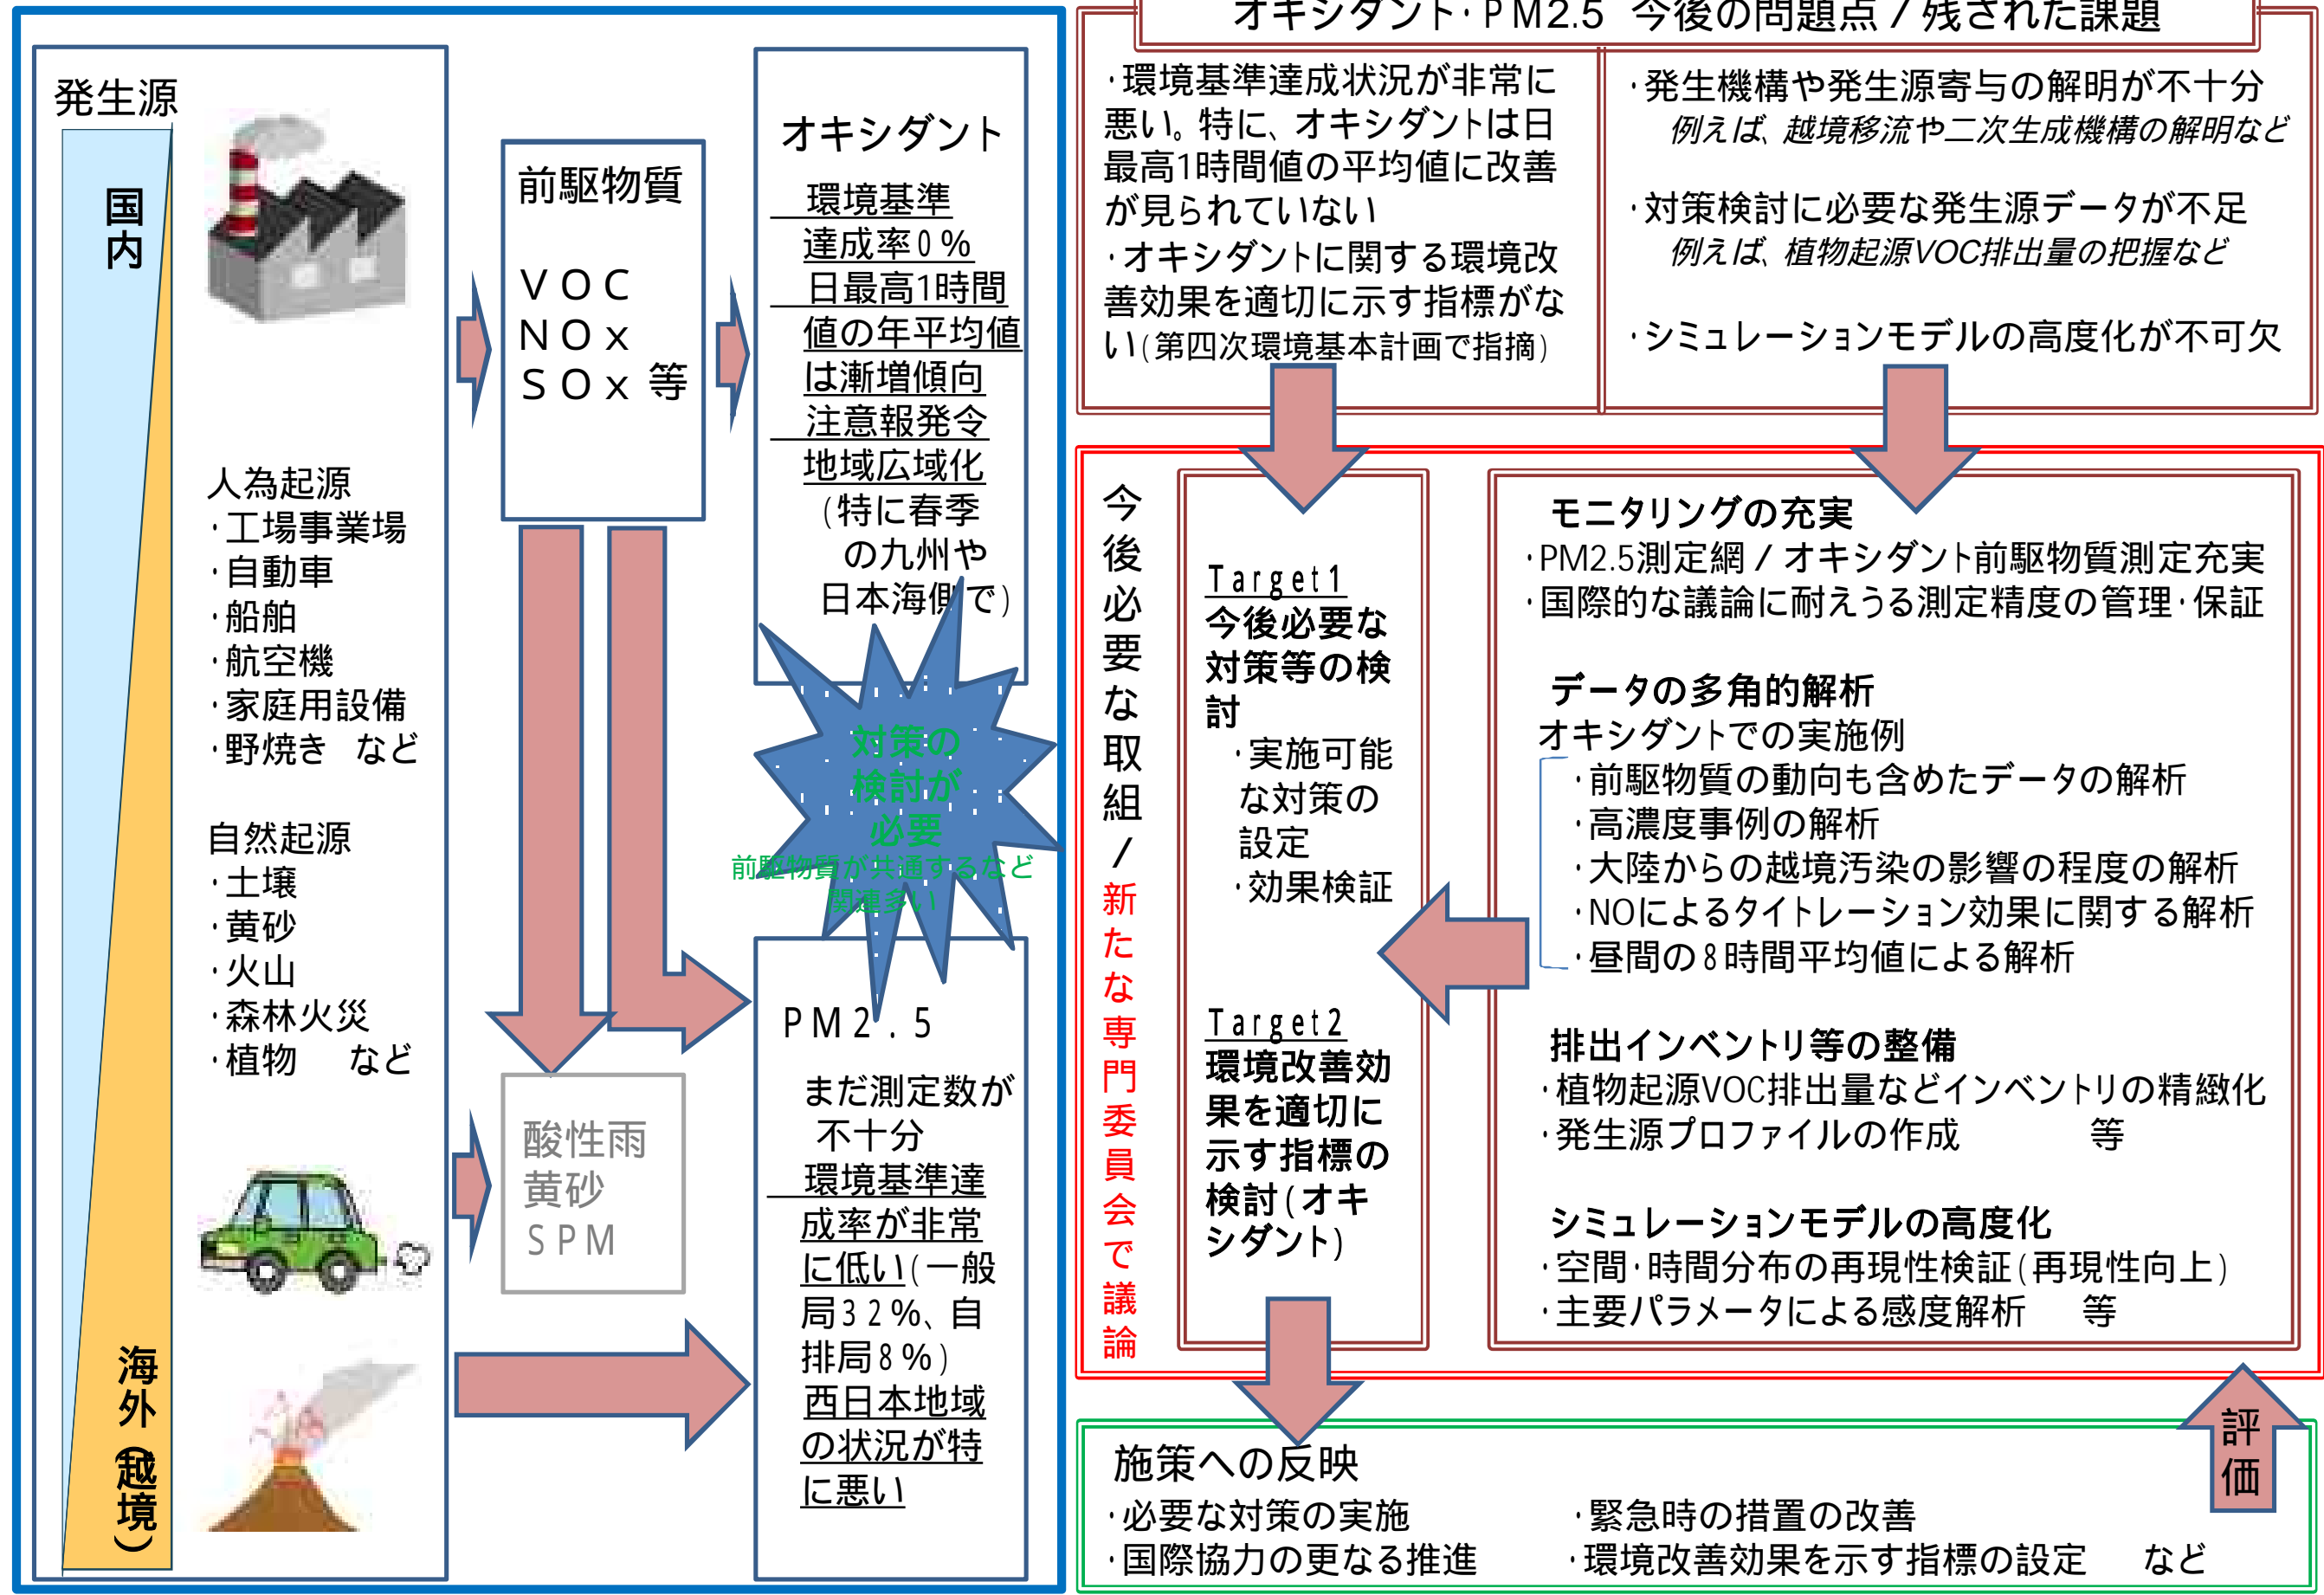 発生源
国内
海外（越境）
人為起源
・工場事業場
・自動車
・船舶
・航空機
・家庭用設備
・野焼き など
自然起源
・土壌
・黄砂
・火山
・森林火災
・植物 など
前駆物質
ＶＯＣ
ＮＯｘ
ＳＯｘ等
酸性雨
黄砂
ＳＰＭ
オキシダント
環境基準
達成率0％
日最高1時間
値の年平均値
は漸増傾向
注意報発令
地域広域化
(特に春季
の九州や
日本海側で)
対策の
検討が
必要
前駆物質が共通するなど
関連多い
ＰＭ２．５
まだ測定数が
不十分
環境基準達
成率が非常
に低い(一般
局32％、自
排局8％)
西日本地域
の状況が特
に悪い
オキシダント・ＰＭ2.5 今後の問題点／残された課題
・環境基準達成状況が非常に
悪い。特に、オキシダントは日
最高1時間値の平均値に改善
が見られていない
・オキシダントに関する環境改
善効果を適切に示す指標がな
い(第四次環境基本計画で指摘)
・発生機構や発生源寄与の解明が不十分
例えば、越境移流や二次生成機構の解明など
・対策検討に必要な発生源データが不足
例えば、植物起源VOC排出量の把握など
・シミュレーションモデルの高度化が不可欠
今後必要な取組／新たな専門委員会で議論
Target1
今後必要な
対策等の検
討
・実施可能
な対策の
設定
・効果検証
Target2
環境改善効
果を適切に
示す指標の
検討(オキ
シダント)
モニタリングの充実
・PM2.5測定網／オキシダント前駆物質測定充実
・国際的な議論に耐えうる測定精度の管理・保証
データの多角的解析
オキシダントでの実施例
・前駆物質の動向も含めたデータの解析
・高濃度事例の解析
・大陸からの越境汚染の影響の程度の解析
・NOによるタイトレーション効果に関する解析
・昼間の8時間平均値による解析
排出インベントリ等の整備
・植物起源VOC排出量などインベントリの精緻化
・発生源プロファイルの作成 等
シミュレーションモデルの高度化
・空間・時間分布の再現性検証(再現性向上)
・主要パラメータによる感度解析 等
評価
施策への反映
・必要な対策の実施
・国際協力の更なる推進
・緊急時の措置の改善
・環境改善効果を示す指標の設定 など